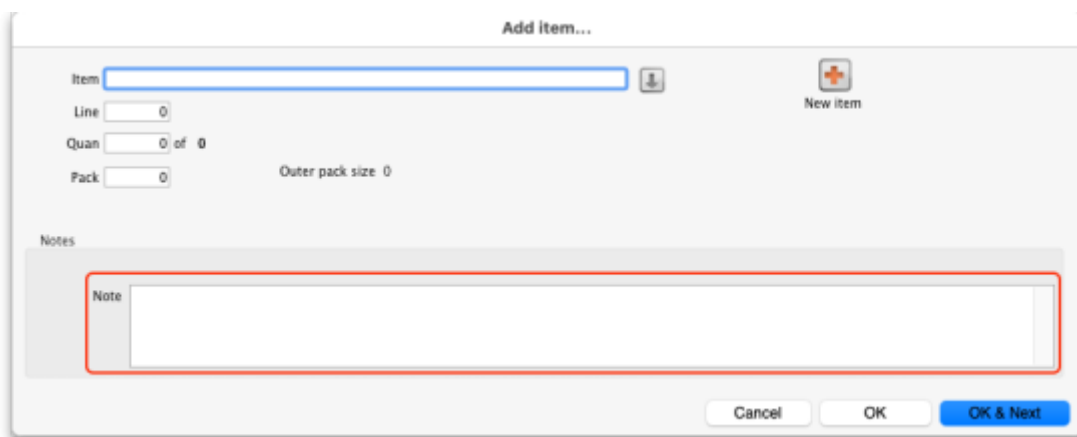 Add item...
Item
New item
Line 0
Quan 0 of 0
Pack 0 Outer pack size 0
Notes
Note
Cancel OK OK & Next